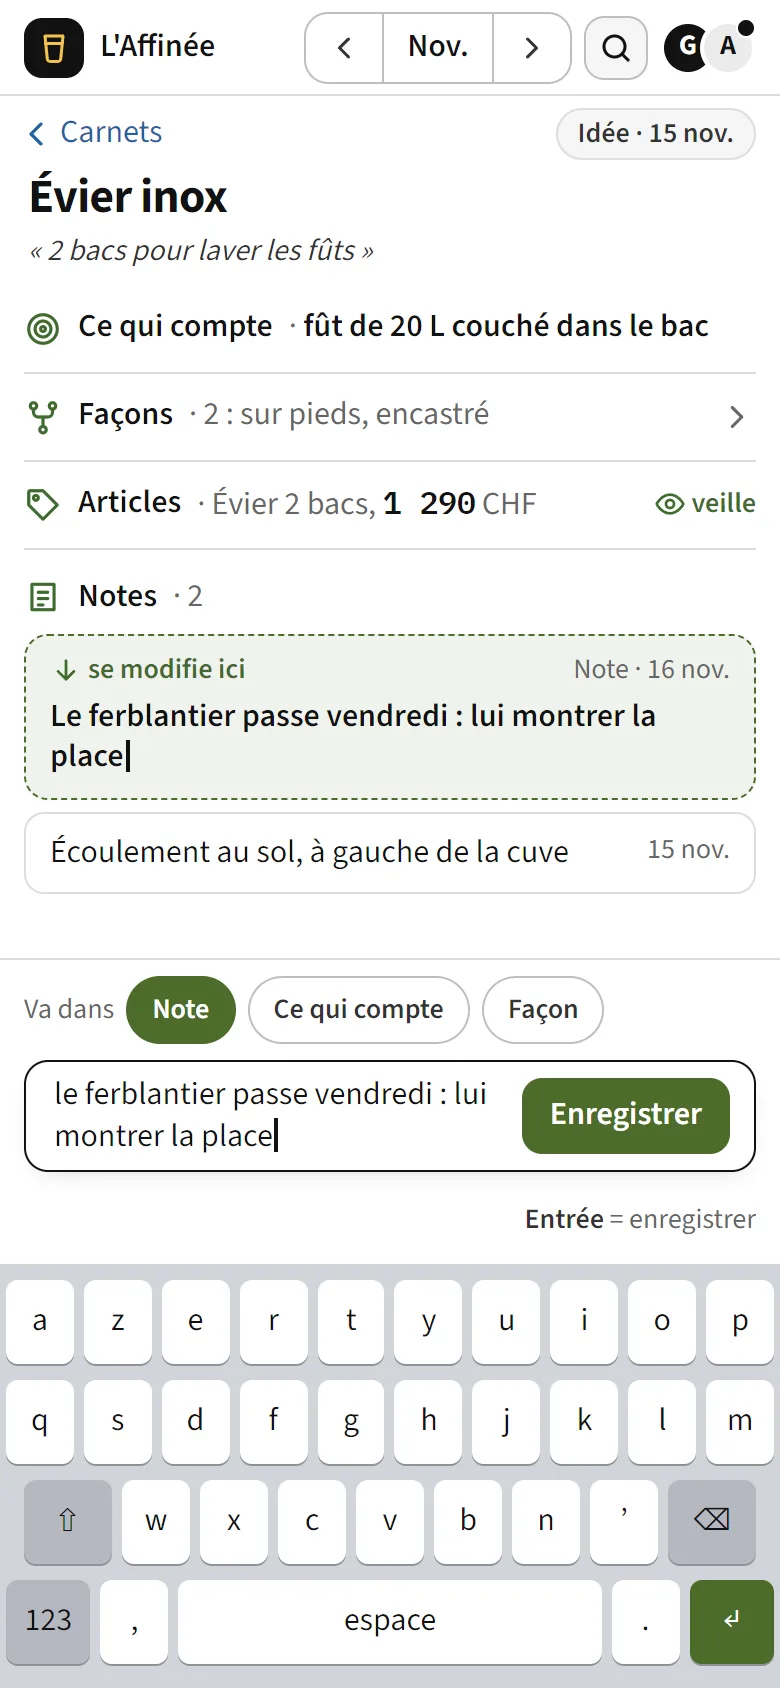 L'Affinée
Nov.
G A
Carnets
Idée · 15 nov.
Évier inox
« 2 bacs pour laver les fûts »
Ce qui compte · fût de 20 L couché dans le bac
Façons · 2 : sur pieds, encastré
Articles · Évier 2 bacs, 1 290 CHF veille
Notes · 2
↓ se modifie ici Note · 16 nov.
Le ferblantier passe vendredi : lui montrer la
place
Écoulement au sol, à gauche de la cuve 15 nov.
Va dans Note Ce qui compte Façon
le ferblantier passe vendredi : lui
montrer la place
Enregistrer
Entrée = enregistrer
a z e r t y u i o p
q s d f g h j k l m
⇧ w x c v b n ’ ⌫
123 , espace . ↵